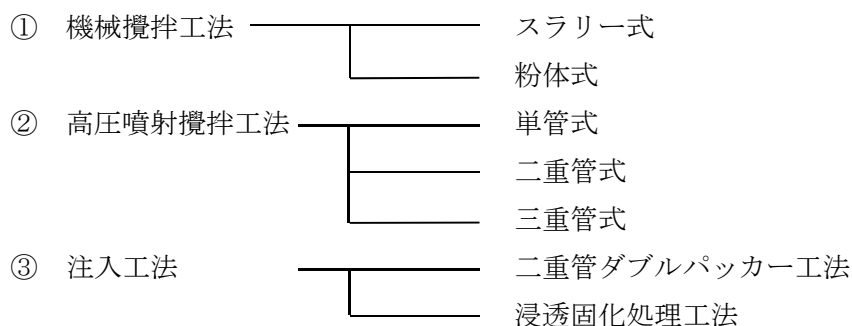 ① 機械攪拌工法 スラリー式
粉体式
② 高圧噴射攪拌工法 単管式
二重管式
三重管式
③ 注入工法 二重管ダブルパッカー工法
浸透固化処理工法